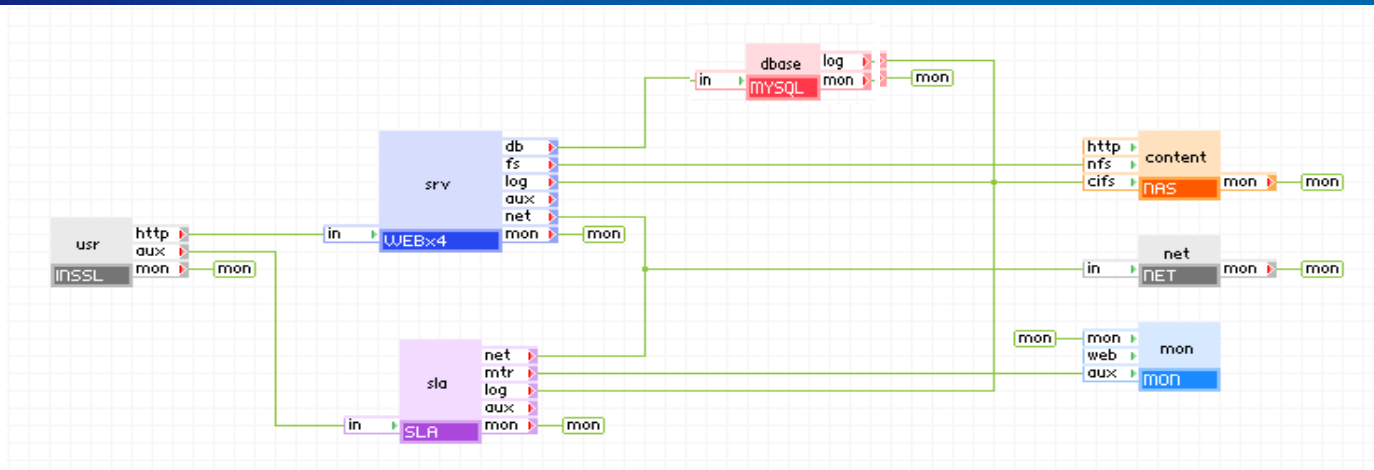 dbase
log
in
MYSQL
mon
mon
srv
db
fs
log
aux
net
in
WEBx4
mon
mon
http
content
nfs
cifs
NAS
mon
mon
usr
http
aux
INSSL
mon
mon
net
in
NET
mon
mon
sla
net
mtr
log
aux
in
SLA
mon
mon
mon
mon
mon
web
aux
MON